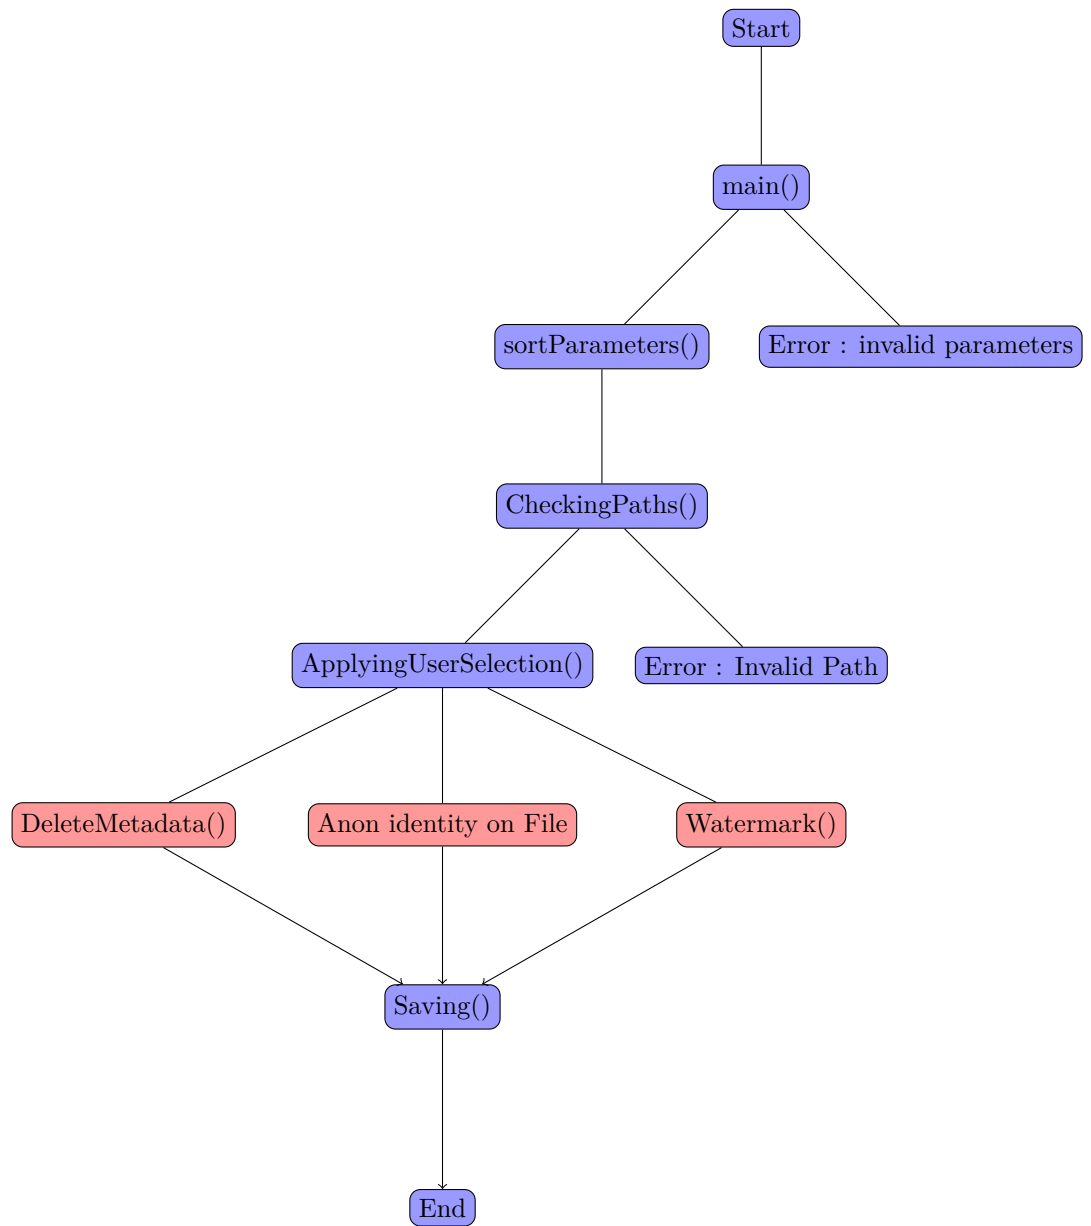 Start
main()
sortParameters()
Error : invalid parameters
CheckingPaths()
ApplyingUserSelection()
Error : Invalid Path
DeleteMetadata()
Anon identity on File
Watermark()
Saving()
End